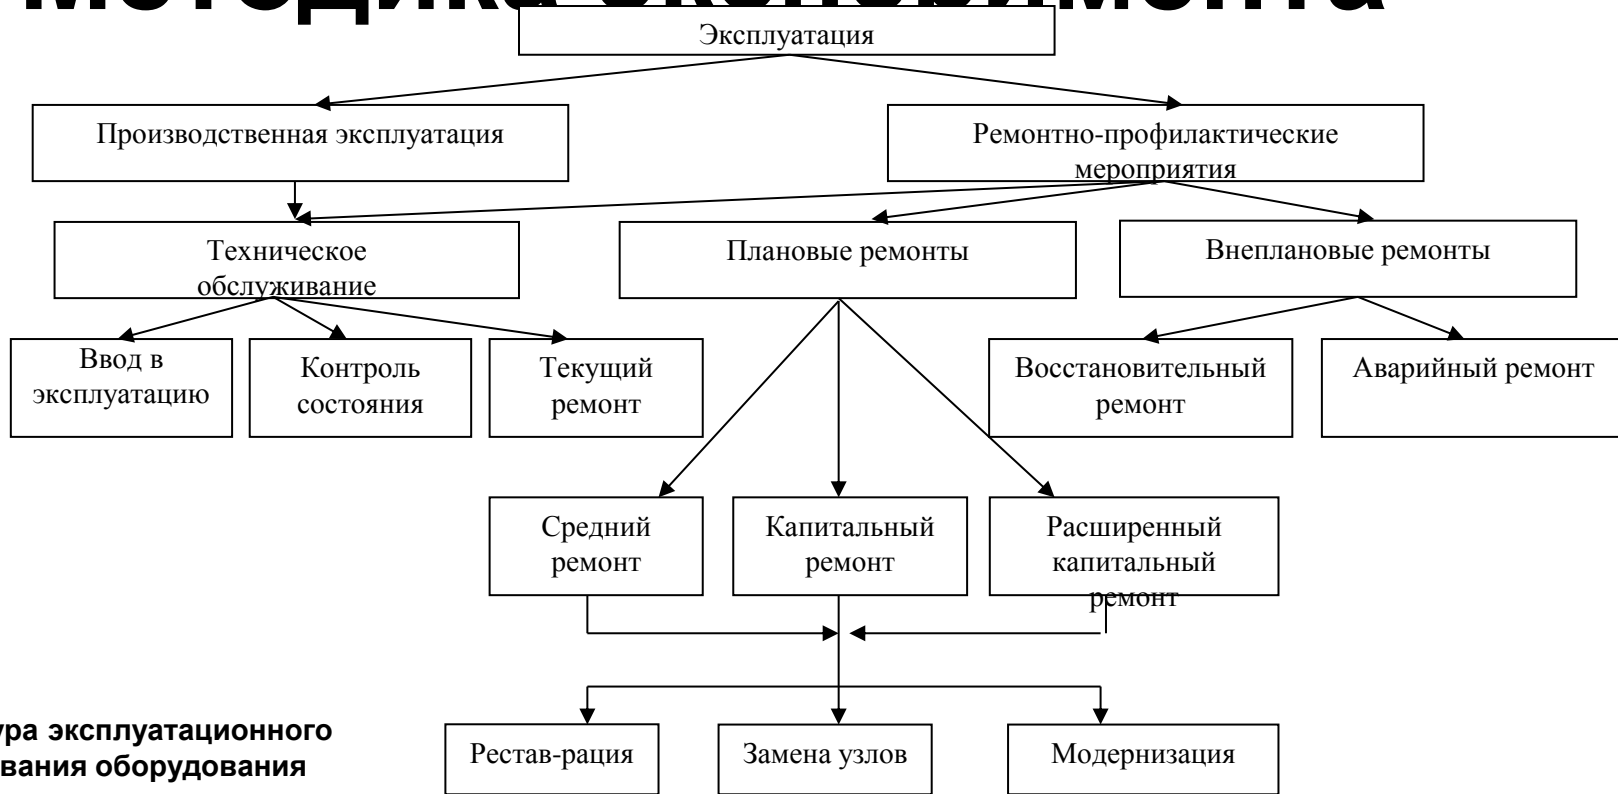 Методика эксперимента
Эксплуатация
Производственная эксплуатация
Ремонтно-профилактические
мероприятия
Техническое
обслуживание
Плановые ремонты
Внеплановые ремонты
Ввод в
эксплуатацию
Контроль
состояния
Текущий
ремонт
Восстановительный
ремонт
Аварийный ремонт
Средний
ремонт
Капитальный
ремонт
Расширенный
капитальный
ремонт
ура эксплуатационного
вания оборудования
Рестав-рация
Замена узлов
Модернизация